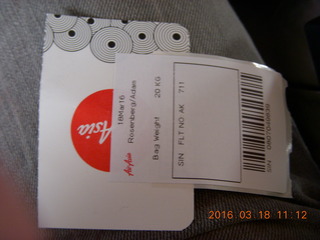 Asia
AirAsia
18Mar16
Rosenberg/Adam
Bag Weight 20 KG
SIN FLT NO AK 711
SIN
2016 03 18 11 12